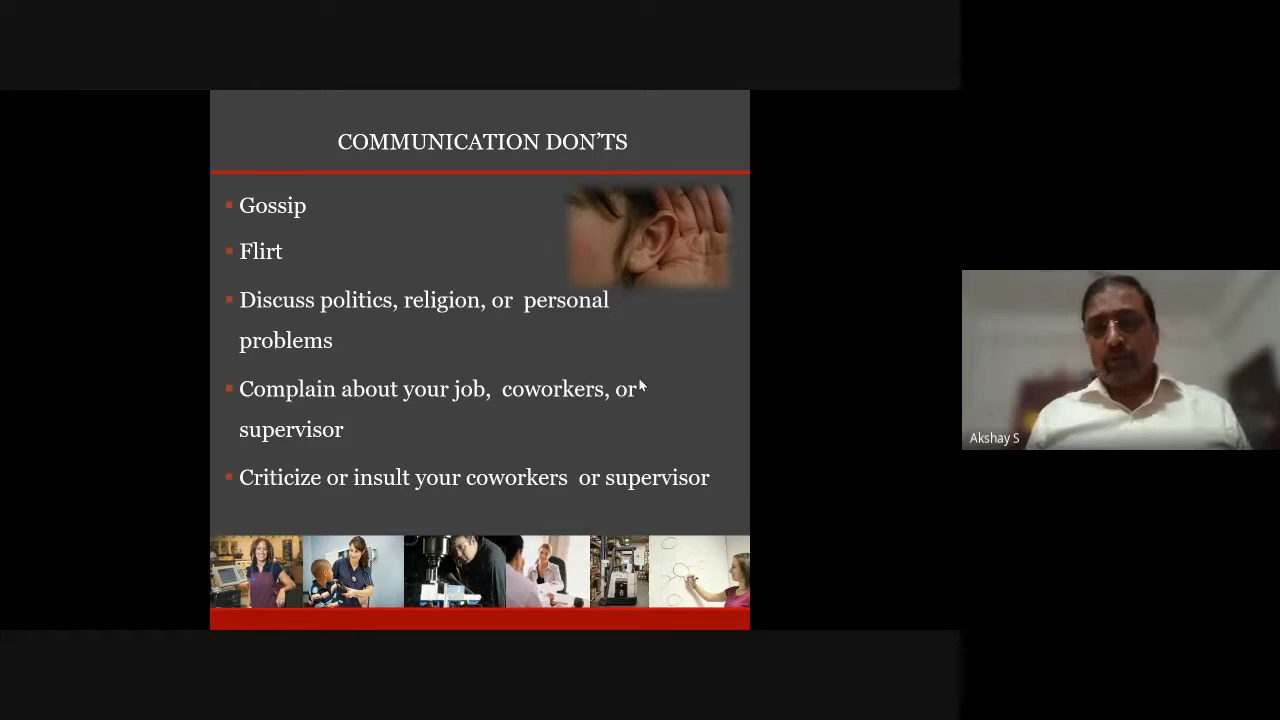 COMMUNICATION DON’TS
Gossip
Flirt
Discuss politics, religion, or personal
problems
Complain about your job, coworkers, or
supervisor
Criticize or insult your coworkers or supervisor
Akshay S